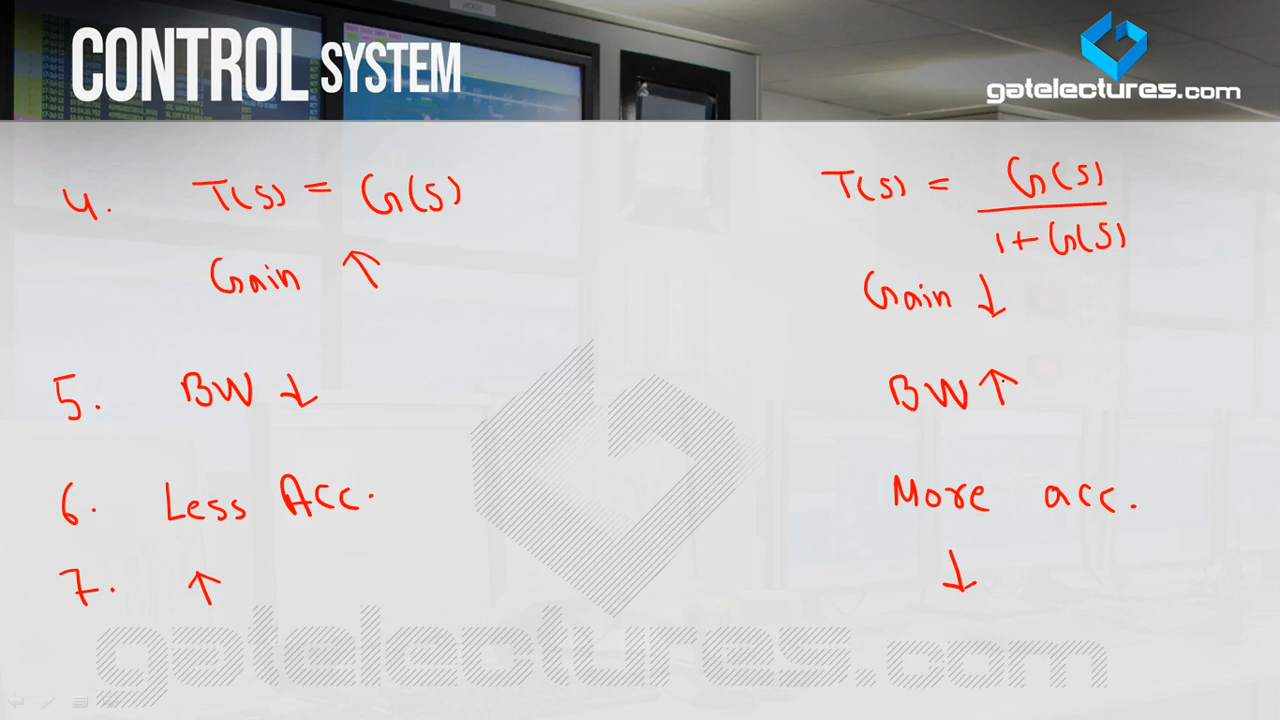 CONTROL SYSTEM
gatelectures.com
4. T(s) = G(s)
T(s) = G(s) / 1+G(s)
Gain ↑
Gain ↓
5. BW ↓
BW ↑
6. Less Acc.
More acc.
7. ↑
↓
gatelectures.com